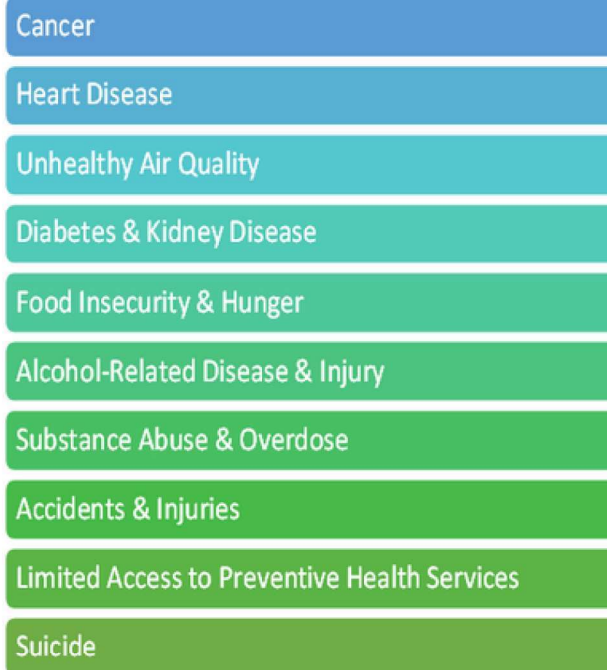 Cancer
Heart Disease
Unhealthy Air Quality
Diabetes & Kidney Disease
Food Insecurity & Hunger
Alcohol-Related Disease & Injury
Substance Abuse & Overdose
Accidents & Injuries
Limited Access to Preventive Health Services
Suicide